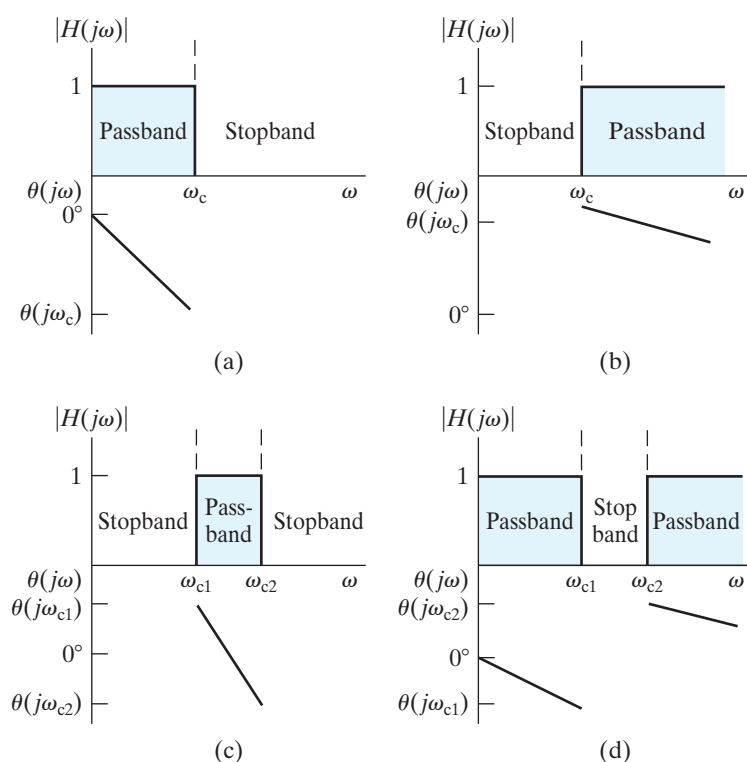 |H(jω)|
1
Passband
Stopband
θ(jω)
ω_c
ω
0°
θ(jω_c)
(a)
|H(jω)|
1
Stopband
Passband
θ(jω)
ω_c
ω
θ(jω_c)
0°
(b)
|H(jω)|
1
Stopband
Pass-
band
Stopband
θ(jω)
ω_c1
ω_c2
ω
θ(jω_c1)
0°
θ(jω_c2)
(c)
|H(jω)|
1
Passband
Stop
band
Passband
θ(jω)
ω_c1
ω_c2
ω
θ(jω_c2)
0°
θ(jω_c1)
(d)